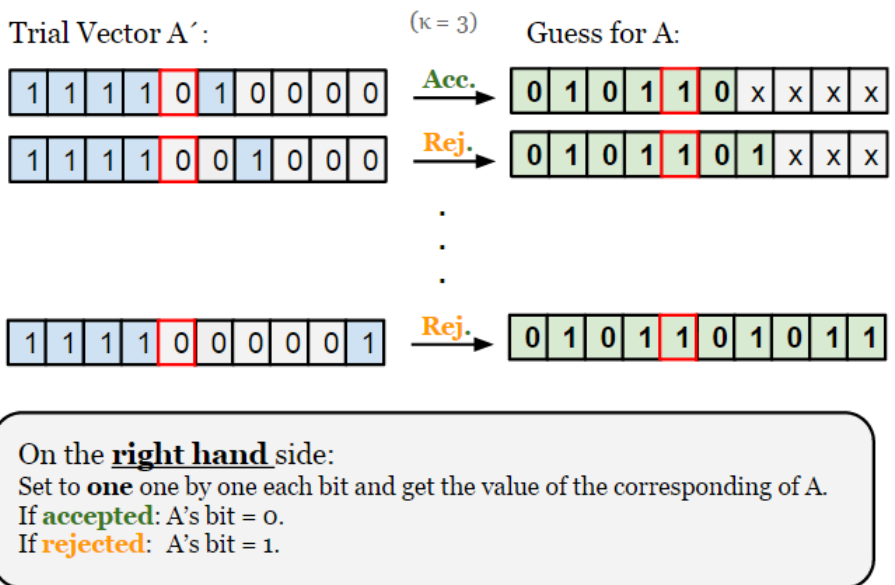 Trial Vector A´:
(κ = 3)
Guess for A:
1 1 1 1 0 1 0 0 0 0
Acc.
0 1 0 1 1 0 x x x x
1 1 1 1 0 0 1 0 0 0
Rej.
0 1 0 1 1 0 1 x x x
.
.
.
1 1 1 1 0 0 0 0 0 1
Rej.
0 1 0 1 1 0 1 0 1 1
On the right hand side:
Set to one one by one each bit and get the value of the corresponding of A.
If accepted: A's bit = 0.
If rejected: A's bit = 1.